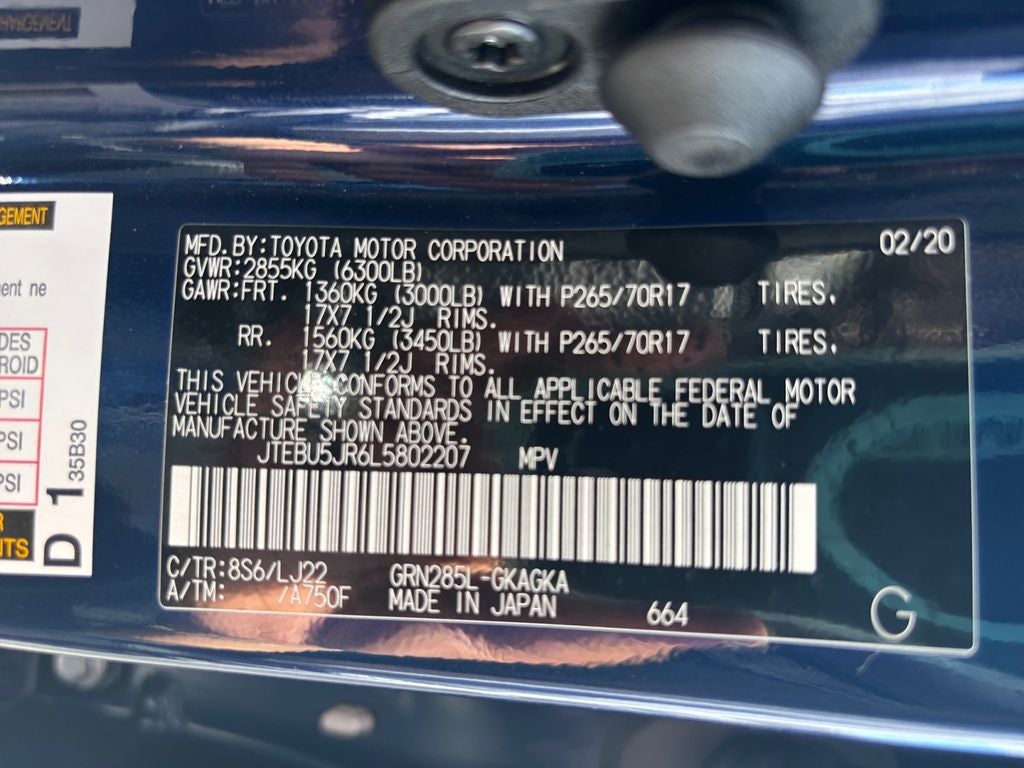 GEMENT
ent ne
DES
ROID
PSI
PSI
PSI
R
NTS
D 1 35B30
MFD. BY:TOYOTA MOTOR CORPORATION 02/20
GVWR:2855KG (6300LB)
GAWR:FRT. 1360KG (3000LB) WITH P265/70R17 TIRES.
17X7 1/2J RIMS.
RR. 1560KG (3450LB) WITH P265/70R17 TIRES.
17X7 1/2J RIMS.
THIS VEHICLE CONFORMS TO ALL APPLICABLE FEDERAL MOTOR
VEHICLE SAFETY STANDARDS IN EFFECT ON THE DATE OF
MANUFACTURE SHOWN ABOVE.
JTEBU5JR6L5802207 MPV
C/TR:8S6/LJ22 GRN285L-GKAGKA
A/TM: /A750F MADE IN JAPAN 664
G